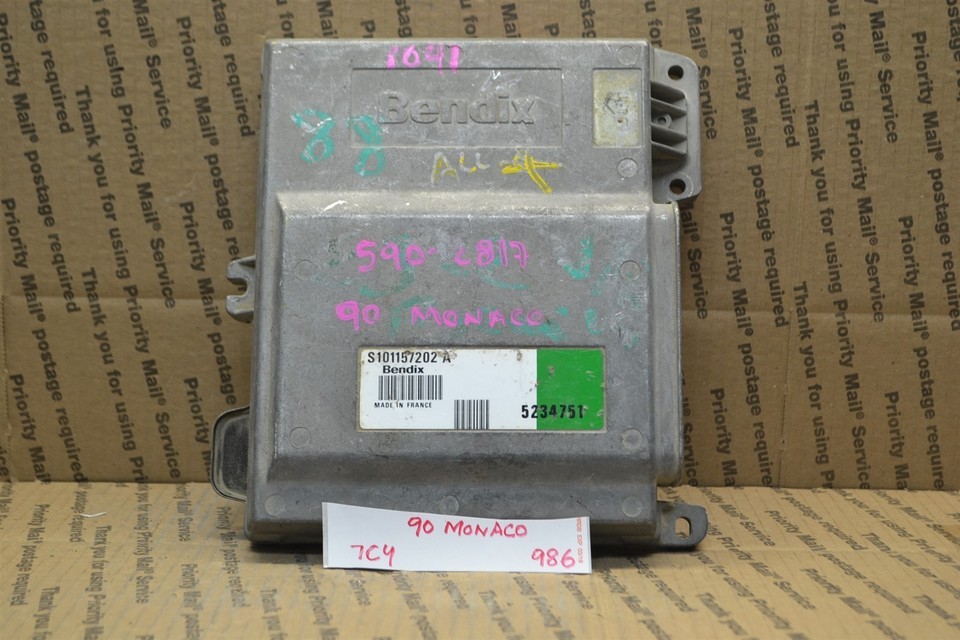 1041
Bendix
88
ALL
590-C817
90 MONACO
S101157202 A
Bendix
MADE IN FRANCE
5234751
90 MONACO
7C4
986
Thank you for using Priority Mail® Service
Priority Mail® postage required